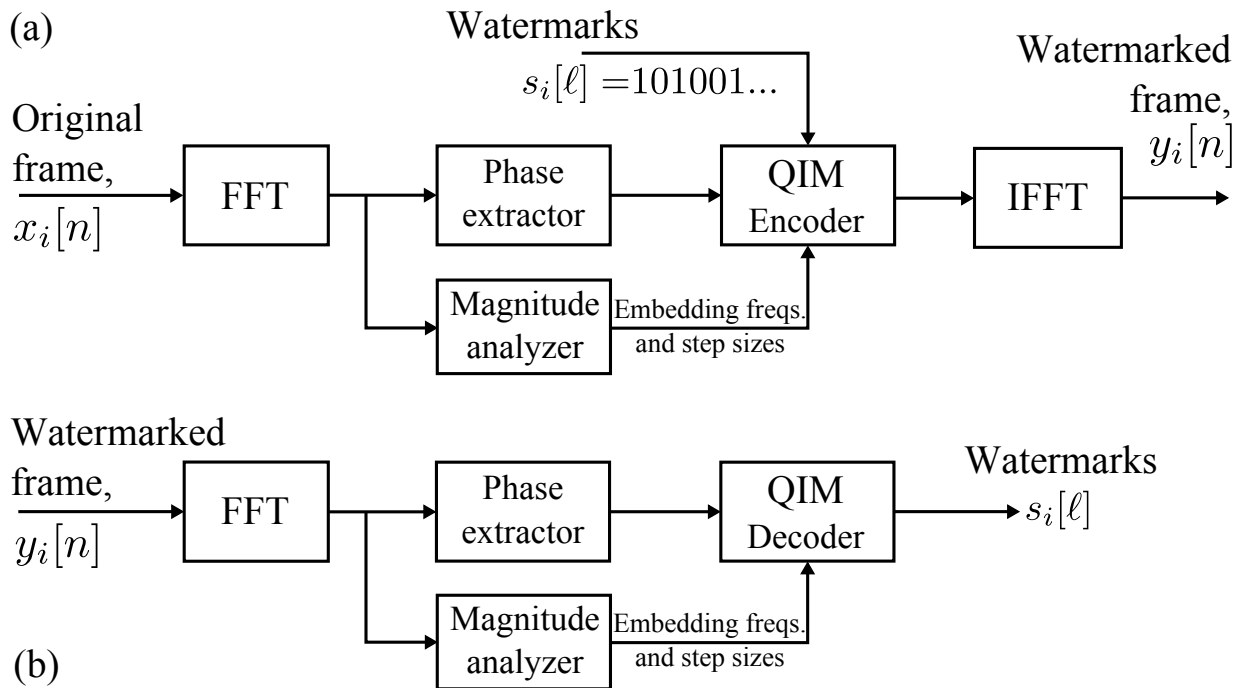 (a)
Watermarks
s_i[ℓ] =101001...
Watermarked
frame,
y_i[n]
Original
frame,
x_i[n]
FFT
Phase
extractor
QIM
Encoder
IFFT
Magnitude
analyzer
Embedding freqs.
and step sizes
Watermarked
frame,
y_i[n]
FFT
Phase
extractor
QIM
Decoder
Watermarks
s_i[ℓ]
Magnitude
analyzer
Embedding freqs.
and step sizes
(b)